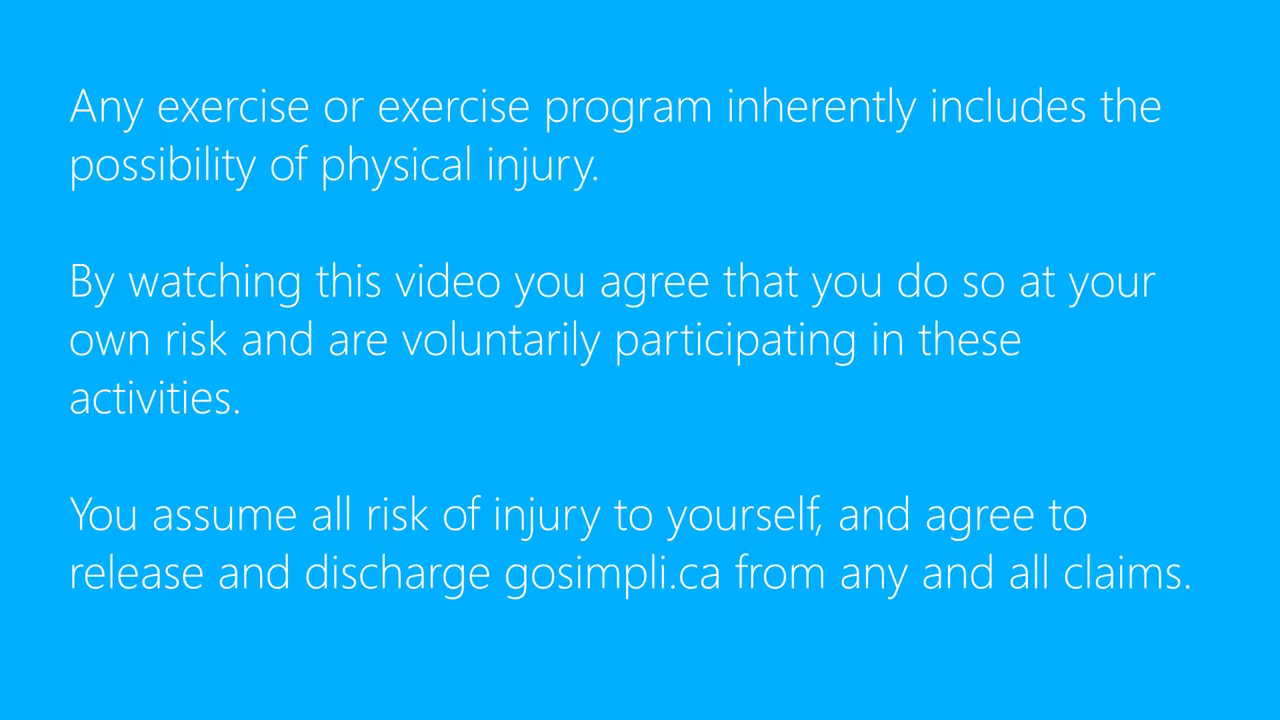 Any exercise or exercise program inherently includes the
possibility of physical injury.
By watching this video you agree that you do so at your
own risk and are voluntarily participating in these
activities.
You assume all risk of injury to yourself, and agree to
release and discharge gosimpli.ca from any and all claims.